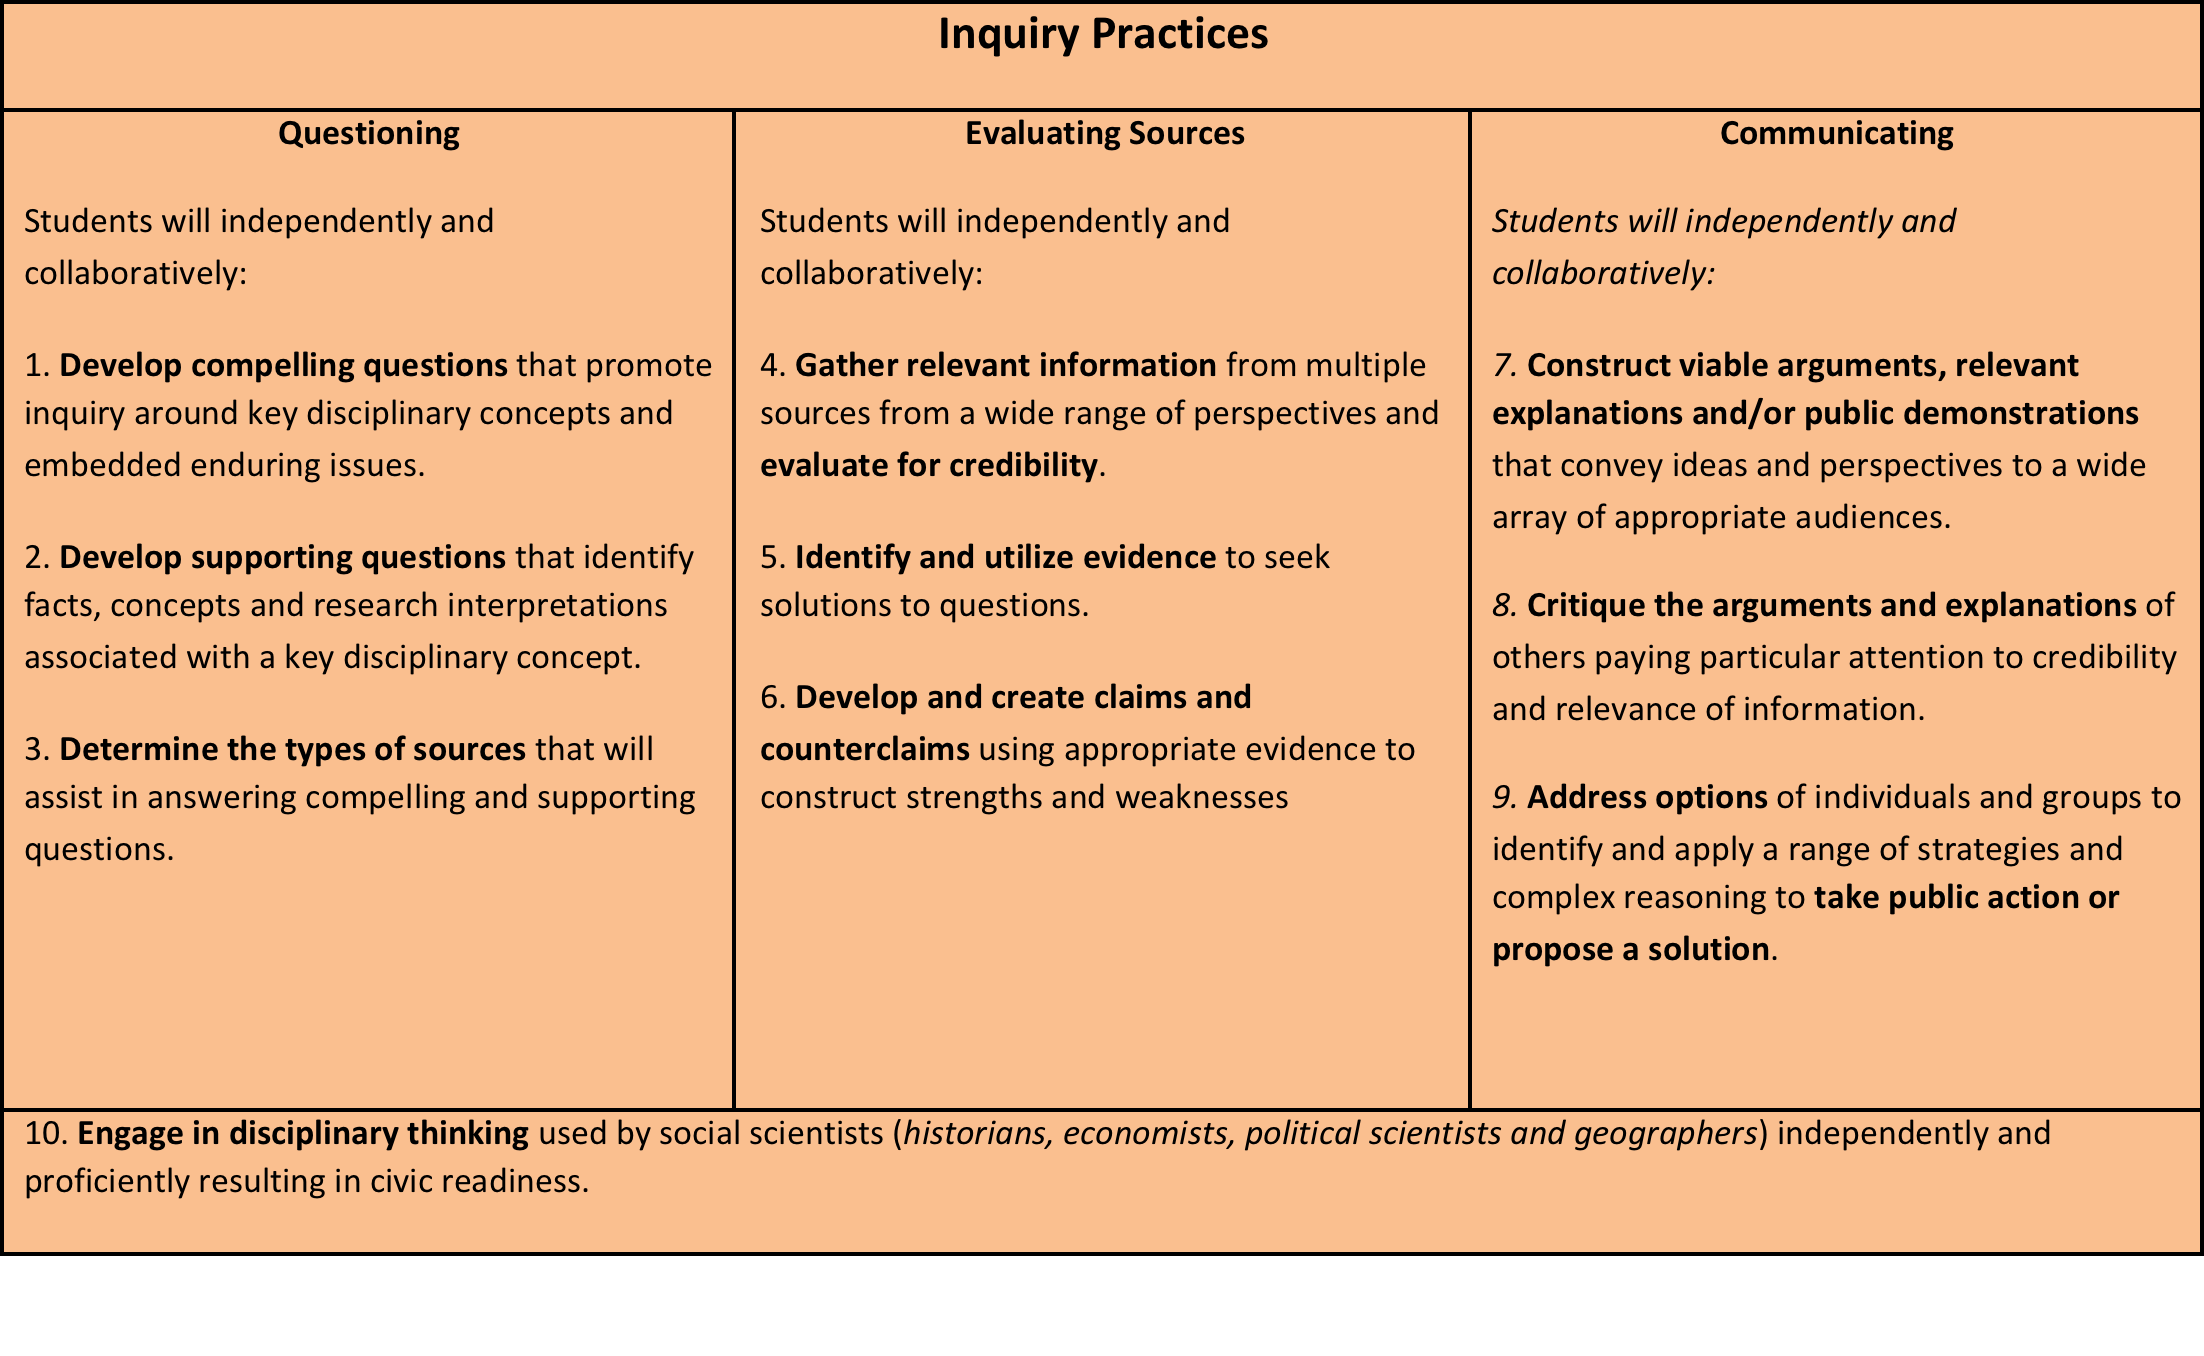 Inquiry Practices
Questioning
Students will independently and
collaboratively:
1. Develop compelling questions that promote
inquiry around key disciplinary concepts and
embedded enduring issues.
2. Develop supporting questions that identify
facts, concepts and research interpretations
associated with a key disciplinary concept.
3. Determine the types of sources that will
assist in answering compelling and supporting
questions.
Evaluating Sources
Students will independently and
collaboratively:
4. Gather relevant information from multiple
sources from a wide range of perspectives and
evaluate for credibility.
5. Identify and utilize evidence to seek
solutions to questions.
6. Develop and create claims and
counterclaims using appropriate evidence to
construct strengths and weaknesses
Communicating
Students will independently and
collaboratively:
7. Construct viable arguments, relevant
explanations and/or public demonstrations
that convey ideas and perspectives to a wide
array of appropriate audiences.
8. Critique the arguments and explanations of
others paying particular attention to credibility
and relevance of information.
9. Address options of individuals and groups to
identify and apply a range of strategies and
complex reasoning to take public action or
propose a solution.
10. Engage in disciplinary thinking used by social scientists (historians, economists, political scientists and geographers) independently and
proficiently resulting in civic readiness.